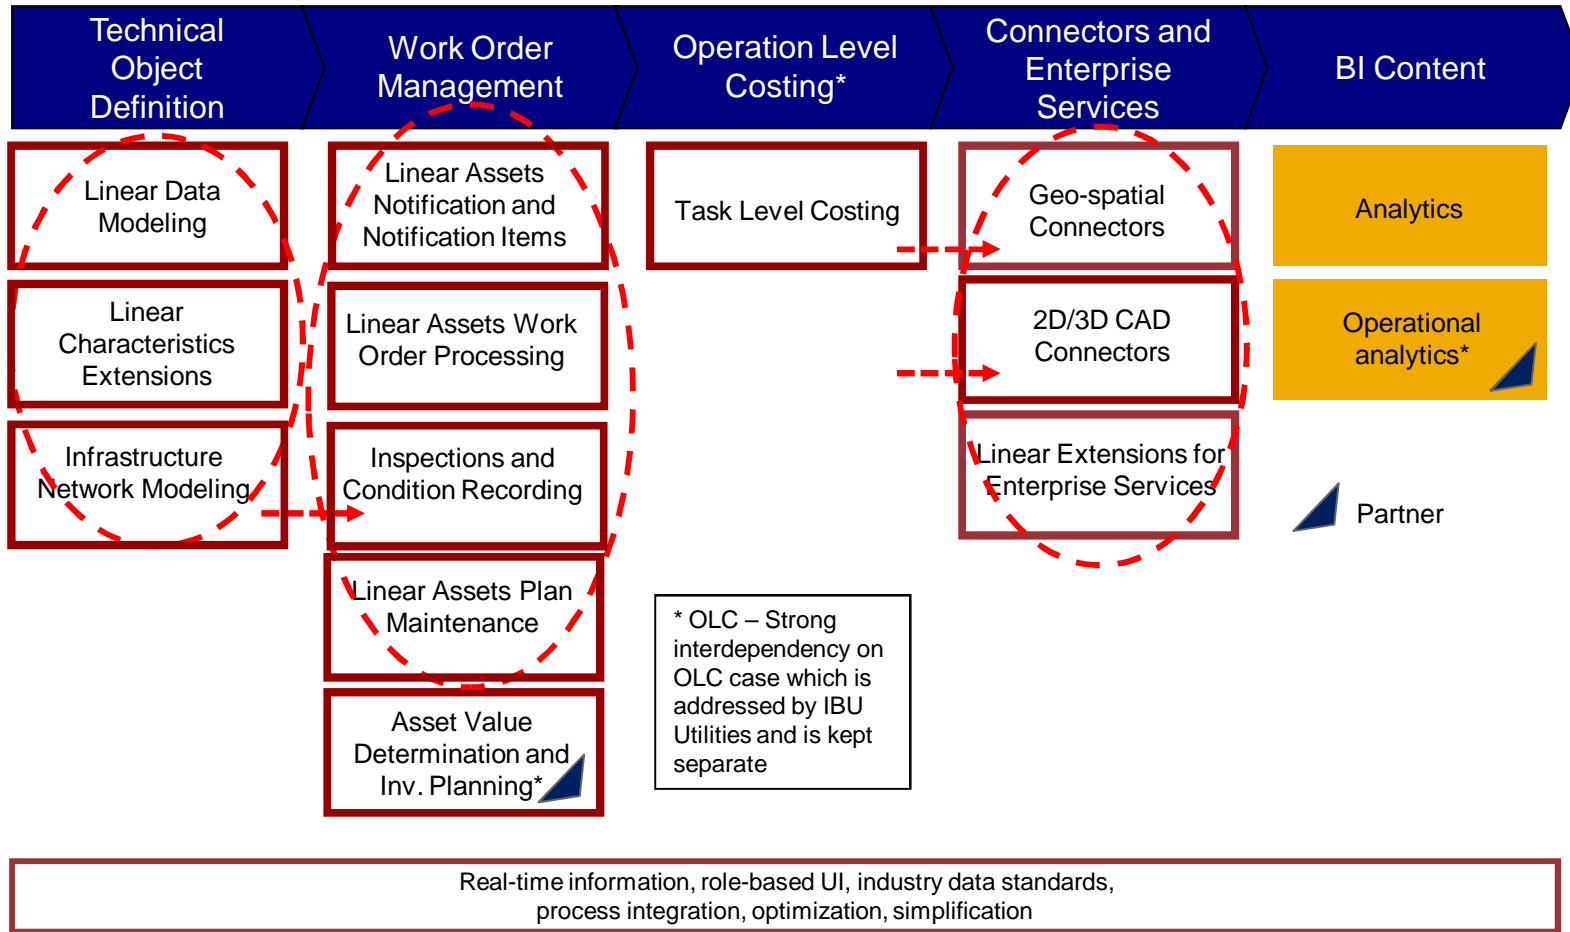 Technical
Object
Definition
Work Order
Management
Operation Level
Costing*
Connectors and
Enterprise
Services
BI Content
Linear Data
Modeling
Linear
Characteristics
Extensions
Infrastructure
Network Modeling
Linear Assets
Notification and
Notification Items
Linear Assets Work
Order Processing
Inspections and
Condition Recording
Linear Assets Plan
Maintenance
Asset Value
Determination and
Inv. Planning*
Task Level Costing
* OLC – Strong
interdependency on
OLC case which is
addressed by IBU
Utilities and is kept
separate
Geo-spatial
Connectors
2D/3D CAD
Connectors
Linear Extensions for
Enterprise Services
Analytics
Operational
analytics*
Partner
Real-time information, role-based UI, industry data standards,
process integration, optimization, simplification